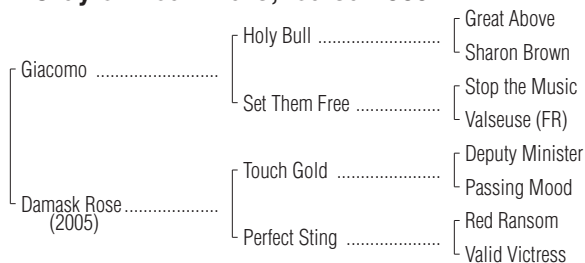 Great Above
Holy Bull
Sharon Brown
Giacomo
Stop the Music
Set Them Free
Valseuse (FR)
Deputy Minister
Touch Gold
Passing Mood
Damask Rose
(2005)
Red Ransom
Perfect Sting
Valid Victress